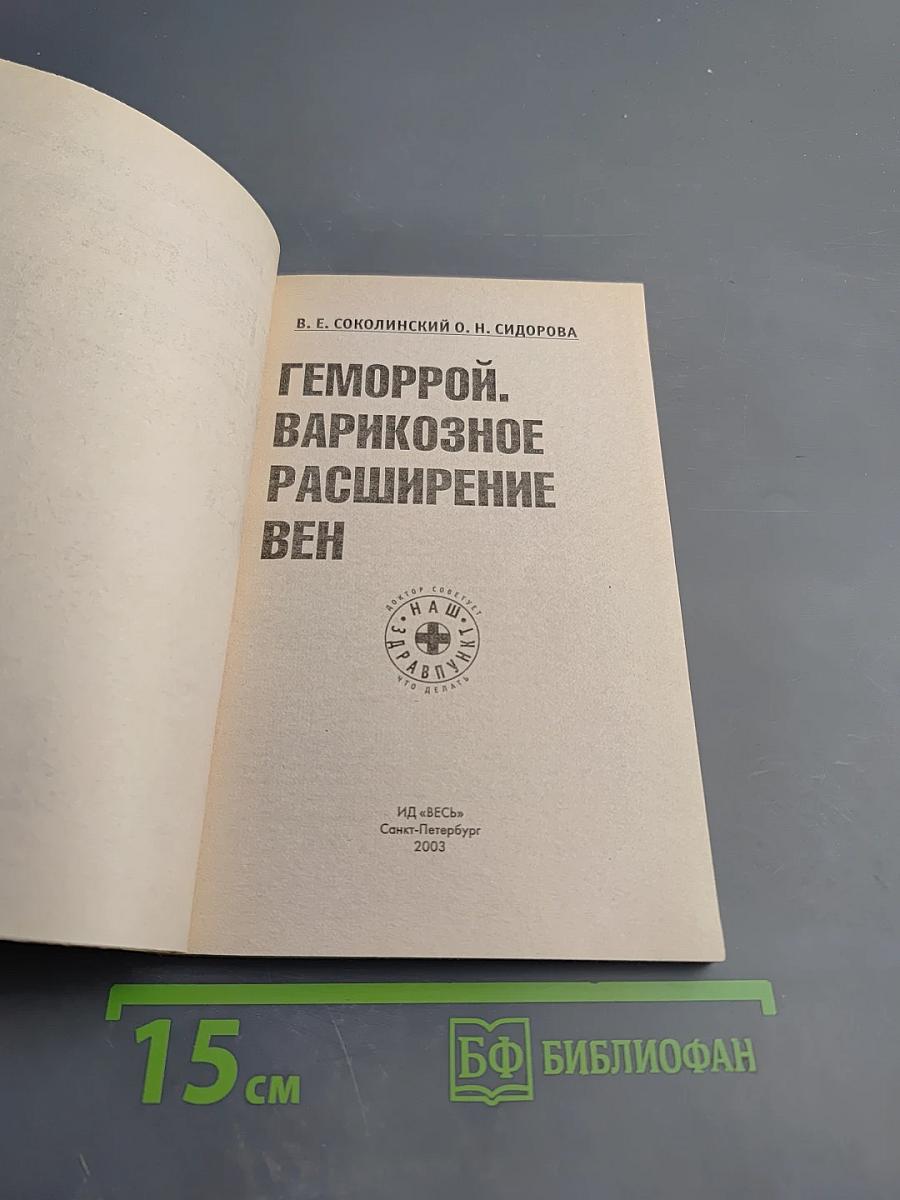 В. Е. СОКОЛИНСКИЙ О. Н. СИДОРОВА
ГЕМОРРОЙ.
ВАРИКОЗНОЕ
РАСШИРЕНИЕ
ВЕН
ДОКТОР СОВЕТУЕТ
• НАШ •
ЗДРАВПУНКТ
ЧТО ДЕЛАТЬ
ИД «ВЕСЬ»
Санкт-Петербург
2003
15 см
БФ БИБЛИОФАН